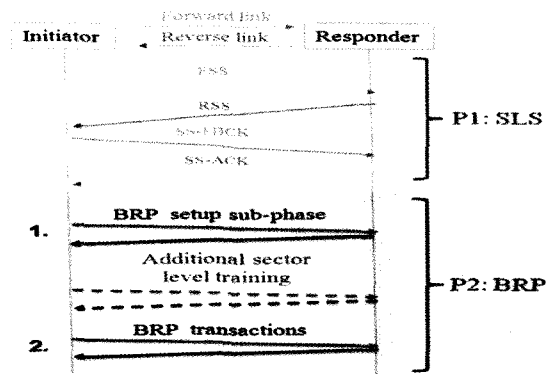 Forward link
Initiator Reverse link Responder
RSS
SS-FBCK
SS-ACK
P1: SLS
1. BRP setup sub-phase
Additional sector
level training
P2: BRP
2. BRP transactions